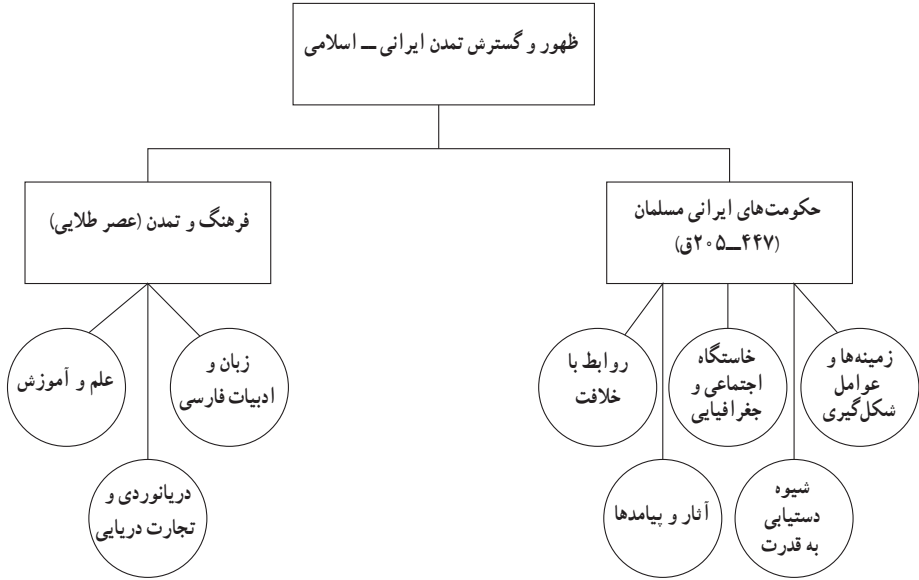 ظهور و گسترش تمدن ایرانی ــ اسلامی
حکومت‌های ایرانی مسلمان
(۴۴۷ــ۲۰۵ق)
زمینه‌ها و
عوامل
شکل‌گیری
شیوه
دستیابی
به قدرت
خاستگاه
اجتماعی و
جغرافیایی
آثار و پیامدها
روابط با
خلافت
فرهنگ و تمدن (عصر طلایی)
زبان و
ادبیات فارسی
دریانوردی و
تجارت دریایی
علم و آموزش